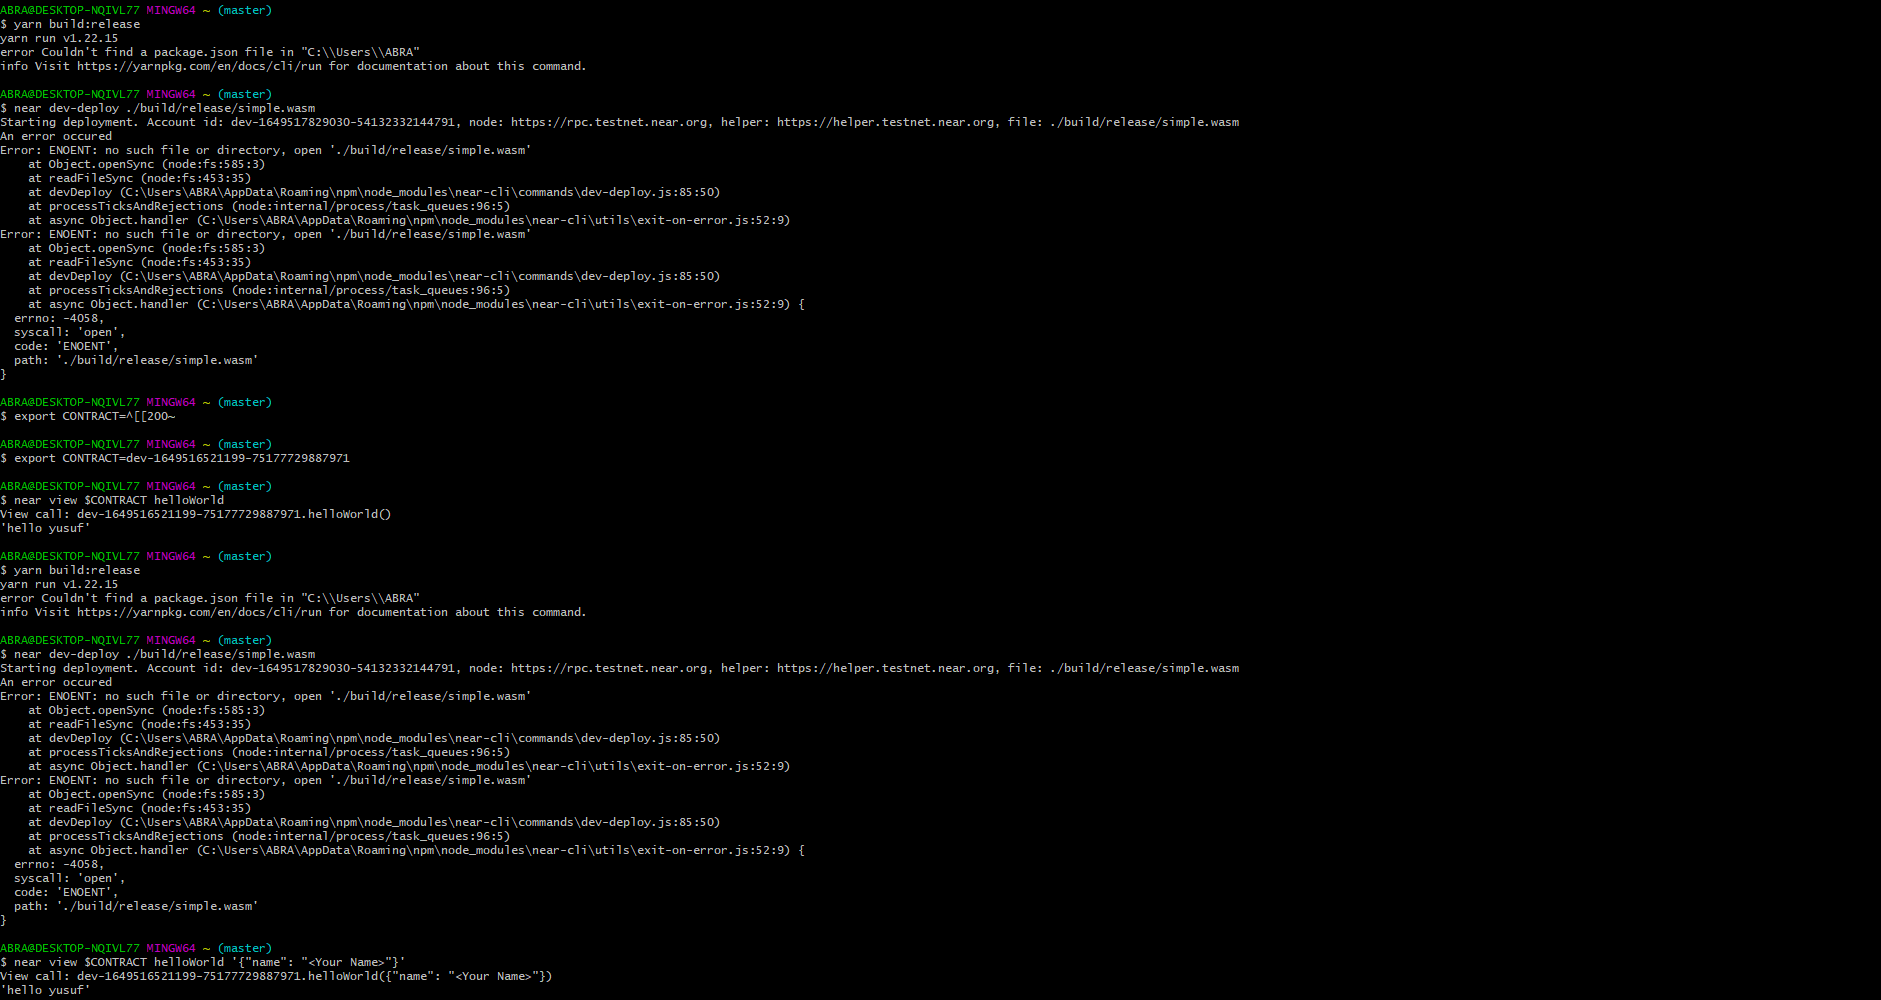 ABRA@DESKTOP-NQIVL77 MINGW64 ~ (master)
$ yarn build:release
yarn run v1.22.15
error Couldn't find a package.json file in "C:\\Users\\ABRA"
info Visit https://yarnpkg.com/en/docs/cli/run for documentation about this command.
ABRA@DESKTOP-NQIVL77 MINGW64 ~ (master)
$ near dev-deploy ./build/release/simple.wasm
Starting deployment. Account id: dev-1649517829030-54132332144791, node: https://rpc.testnet.near.org, helper: https://helper.testnet.near.org, file: ./build/release/simple.wasm
An error occured
Error: ENOENT: no such file or directory, open './build/release/simple.wasm'
    at Object.openSync (node:fs:585:3)
    at readFileSync (node:fs:453:35)
    at devDeploy (C:\Users\ABRA\AppData\Roaming\npm\node_modules\near-cli\commands\dev-deploy.js:85:50)
    at processTicksAndRejections (node:internal/process/task_queues:96:5)
    at async Object.handler (C:\Users\ABRA\AppData\Roaming\npm\node_modules\near-cli\utils\exit-on-error.js:52:9)
Error: ENOENT: no such file or directory, open './build/release/simple.wasm'
    at Object.openSync (node:fs:585:3)
    at readFileSync (node:fs:453:35)
    at devDeploy (C:\Users\ABRA\AppData\Roaming\npm\node_modules\near-cli\commands\dev-deploy.js:85:50)
    at processTicksAndRejections (node:internal/process/task_queues:96:5)
    at async Object.handler (C:\Users\ABRA\AppData\Roaming\npm\node_modules\near-cli\utils\exit-on-error.js:52:9) {
  errno: -4058,
  syscall: 'open',
  code: 'ENOENT',
  path: './build/release/simple.wasm'
}
ABRA@DESKTOP-NQIVL77 MINGW64 ~ (master)
$ export CONTRACT=^[[200~
ABRA@DESKTOP-NQIVL77 MINGW64 ~ (master)
$ export CONTRACT=dev-1649516521199-75177729887971
ABRA@DESKTOP-NQIVL77 MINGW64 ~ (master)
$ near view $CONTRACT helloWorld
View call: dev-1649516521199-75177729887971.helloWorld()
'hello yusuf'
ABRA@DESKTOP-NQIVL77 MINGW64 ~ (master)
$ yarn build:release
yarn run v1.22.15
error Couldn't find a package.json file in "C:\\Users\\ABRA"
info Visit https://yarnpkg.com/en/docs/cli/run for documentation about this command.
ABRA@DESKTOP-NQIVL77 MINGW64 ~ (master)
$ near dev-deploy ./build/release/simple.wasm
Starting deployment. Account id: dev-1649517829030-54132332144791, node: https://rpc.testnet.near.org, helper: https://helper.testnet.near.org, file: ./build/release/simple.wasm
An error occured
Error: ENOENT: no such file or directory, open './build/release/simple.wasm'
    at Object.openSync (node:fs:585:3)
    at readFileSync (node:fs:453:35)
    at devDeploy (C:\Users\ABRA\AppData\Roaming\npm\node_modules\near-cli\commands\dev-deploy.js:85:50)
    at processTicksAndRejections (node:internal/process/task_queues:96:5)
    at async Object.handler (C:\Users\ABRA\AppData\Roaming\npm\node_modules\near-cli\utils\exit-on-error.js:52:9)
Error: ENOENT: no such file or directory, open './build/release/simple.wasm'
    at Object.openSync (node:fs:585:3)
    at readFileSync (node:fs:453:35)
    at devDeploy (C:\Users\ABRA\AppData\Roaming\npm\node_modules\near-cli\commands\dev-deploy.js:85:50)
    at processTicksAndRejections (node:internal/process/task_queues:96:5)
    at async Object.handler (C:\Users\ABRA\AppData\Roaming\npm\node_modules\near-cli\utils\exit-on-error.js:52:9) {
  errno: -4058,
  syscall: 'open',
  code: 'ENOENT',
  path: './build/release/simple.wasm'
}
ABRA@DESKTOP-NQIVL77 MINGW64 ~ (master)
$ near view $CONTRACT helloWorld '{"name": "<Your Name>"}'
View call: dev-1649516521199-75177729887971.helloWorld({"name": "<Your Name>"})
'hello yusuf'